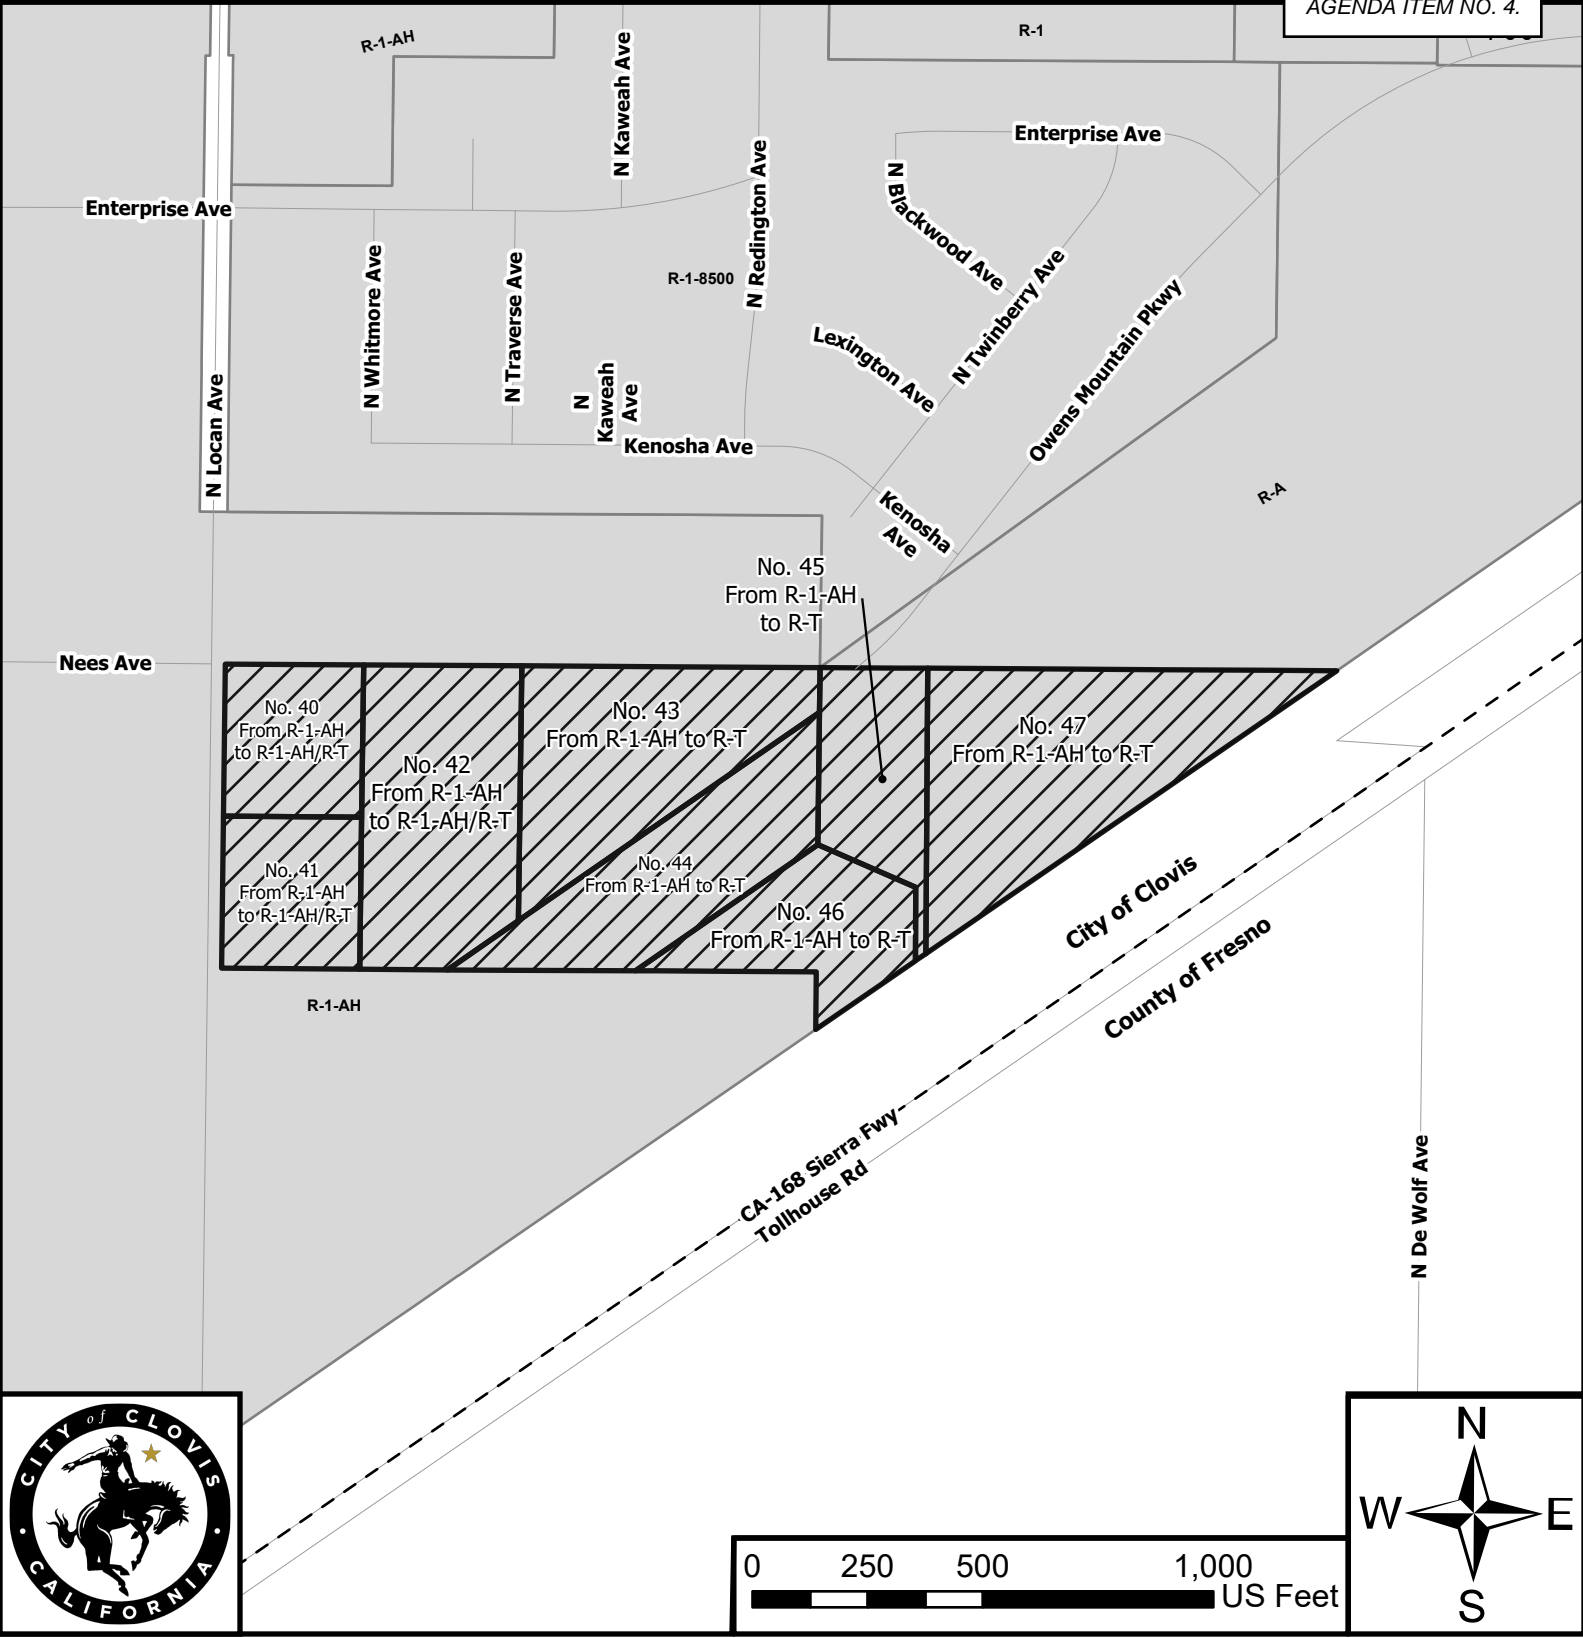 AGENDA ITEM NO. 4.
R-1-AH
R-1
N Kaweah Ave
Enterprise Ave
N Redington Ave
N Blackwood Ave
Enterprise Ave
N Whitmore Ave
N Traverse Ave
R-1-8500
N Twinberry Ave
Owens Mountain Pkwy
Lexington Ave
N Locan Ave
N
Kaweah
Ave
Kenosha Ave
Kenosha
Ave
R-A
No. 45
From R-1-AH
to R-T
Nees Ave
No. 40
From R-1-AH
to R-1-AH/R-T
No. 42
From R-1-AH
to R-1-AH/R-T
No. 43
From R-1-AH to R-T
No. 47
From R-1-AH to R-T
No. 41
From R-1-AH
to R-1-AH/R-T
No. 44
From R-1-AH to R-T
No. 46
From R-1-AH to R-T
City of Clovis
County of Fresno
R-1-AH
CA-168 Sierra Fwy
Tollhouse Rd
N De Wolf Ave
CITY of CLOVIS
CALIFORNIA
0 250 500 1,000
US Feet
N
W E
S